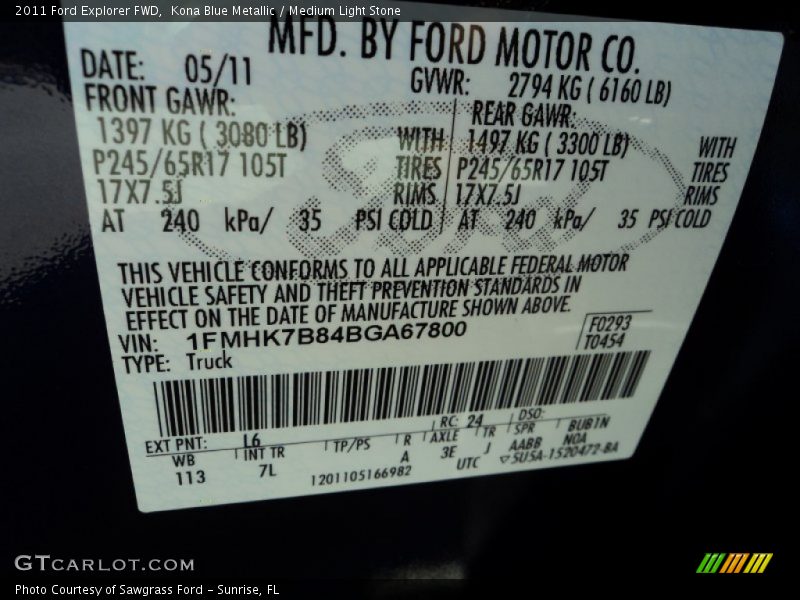 2011 Ford Explorer FWD,  Kona Blue Metallic / Medium Light Stone
MFD. BY FORD MOTOR CO.
DATE: 05/11 GVWR: 2794 KG ( 6160 LB)
FRONT GAWR: REAR GAWR:
1397 KG ( 3080 LB) WITH 1497 KG ( 3300 LB) WITH
P245/65R17 105T TIRES P245/65R17 105T TIRES
17X7.5J RIMS 17X7.5J RIMS
AT 240 kPa/ 35 PSI COLD AT 240 kPa/ 35 PSI COLD
Ford
THIS VEHICLE CONFORMS TO ALL APPLICABLE FEDERAL MOTOR
VEHICLE SAFETY AND THEFT PREVENTION STANDARDS IN
EFFECT ON THE DATE OF MANUFACTURE SHOWN ABOVE.
VIN: 1FMHK7B84BGA67800 F0293
TYPE: Truck T0454
EXT PNT: L6 RC: 24 DSO:
WB INT TR TP/PS R AXLE TR SPR BUB1N
113 7L A 3E J AABB NOA
1201105166982 UTC ▽5U5A-1520472-BA
GTCARLOT.COM
Photo Courtesy of Sawgrass Ford - Sunrise, FL